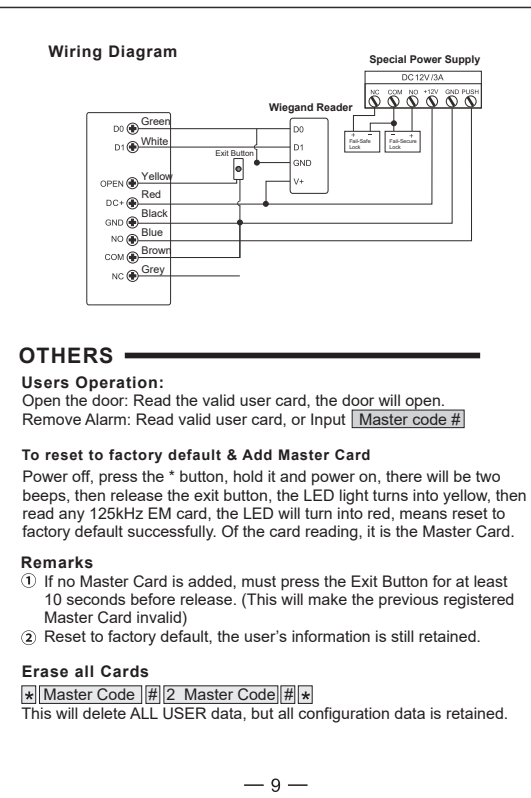 Wiring Diagram
Special Power Supply
DC 12V /3A
NC COM NO +12V GND PUSH
Wiegand Reader
D0 Green
D0
D1 White
D1
Exit Button
GND
+ -
Fail-Safe
Lock
- +
Fail-Secure
Lock
OPEN Yellow
V+
DC+ Red
GND Black
NO Blue
COM Brown
NC Grey
OTHERS
Users Operation:
Open the door: Read the valid user card, the door will open.
Remove Alarm: Read valid user card, or Input Master code #
To reset to factory default & Add Master Card
Power off, press the * button, hold it and power on, there will be two
beeps, then release the exit button, the LED light turns into yellow, then
read any 125kHz EM card, the LED will turn into red, means reset to
factory default successfully. Of the card reading, it is the Master Card.
Remarks
① If no Master Card is added, must press the Exit Button for at least
10 seconds before release. (This will make the previous registered
Master Card invalid)
② Reset to factory default, the user's information is still retained.
Erase all Cards
* Master Code # 2 Master Code # *
This will delete ALL USER data, but all configuration data is retained.
— 9 —